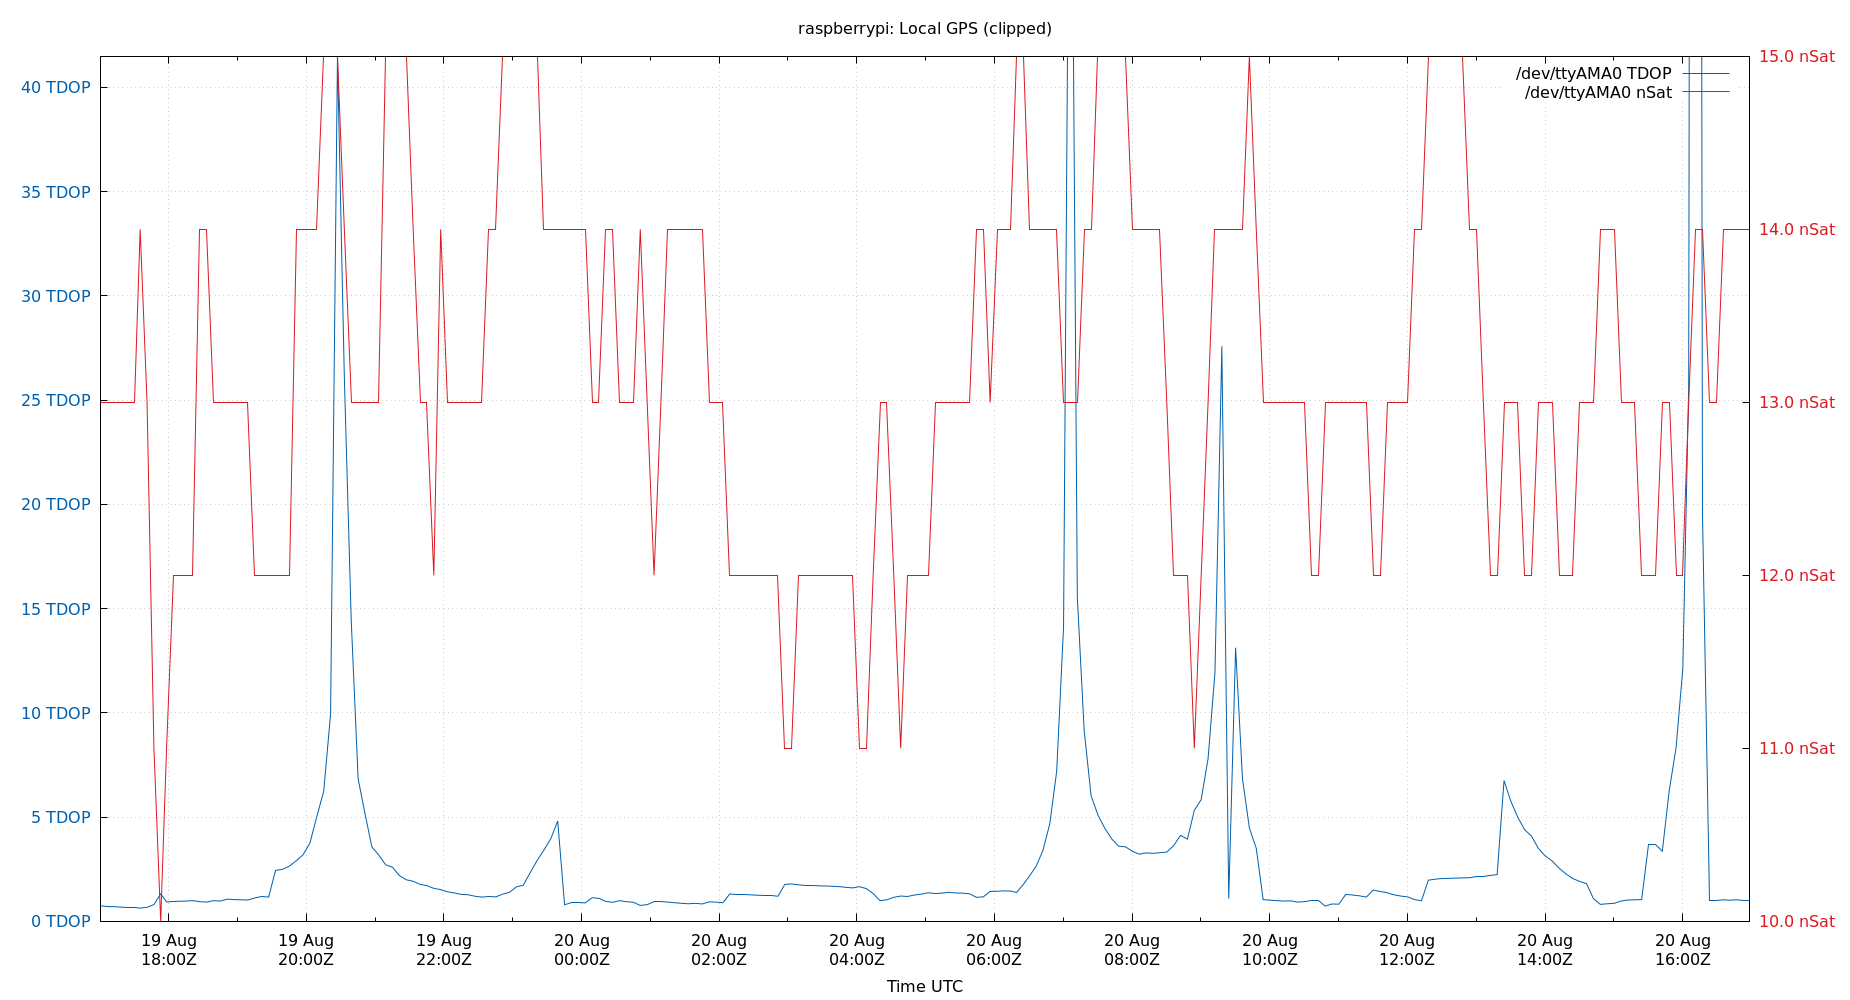 raspberrypi: Local GPS (clipped)
/dev/ttyAMA0 TDOP
/dev/ttyAMA0 nSat
40 TDOP
35 TDOP
30 TDOP
25 TDOP
20 TDOP
15 TDOP
10 TDOP
5 TDOP
0 TDOP
15.0 nSat
14.0 nSat
13.0 nSat
12.0 nSat
11.0 nSat
10.0 nSat
19 Aug
18:00Z
19 Aug
20:00Z
19 Aug
22:00Z
20 Aug
00:00Z
20 Aug
02:00Z
20 Aug
04:00Z
20 Aug
06:00Z
20 Aug
08:00Z
20 Aug
10:00Z
20 Aug
12:00Z
20 Aug
14:00Z
20 Aug
16:00Z
Time UTC